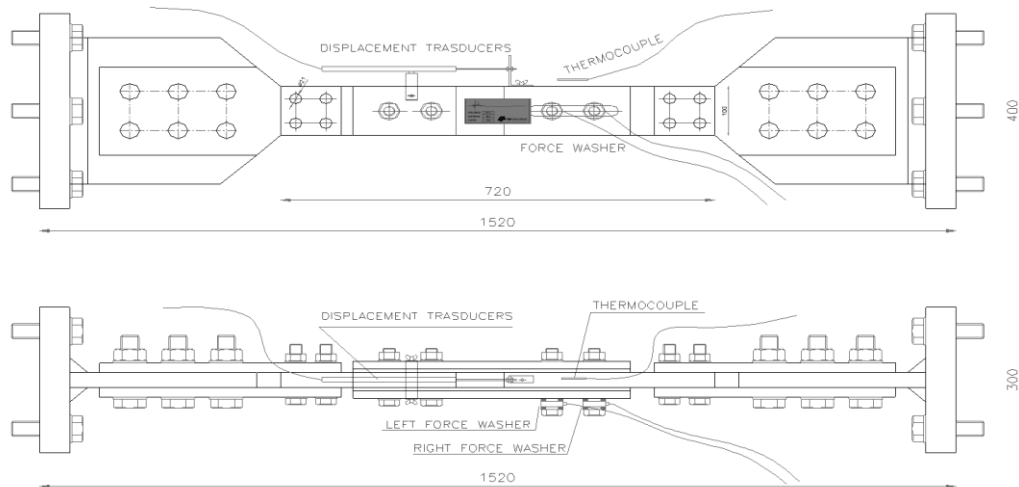 DISPLACEMENT TRASDUCERS
THERMOCOUPLE
Ø21
100
400
FORCE WASHER
720
1520
DISPLACEMENT TRASDUCERS
THERMOCOUPLE
300
LEFT FORCE WASHER
RIGHT FORCE WASHER
1520